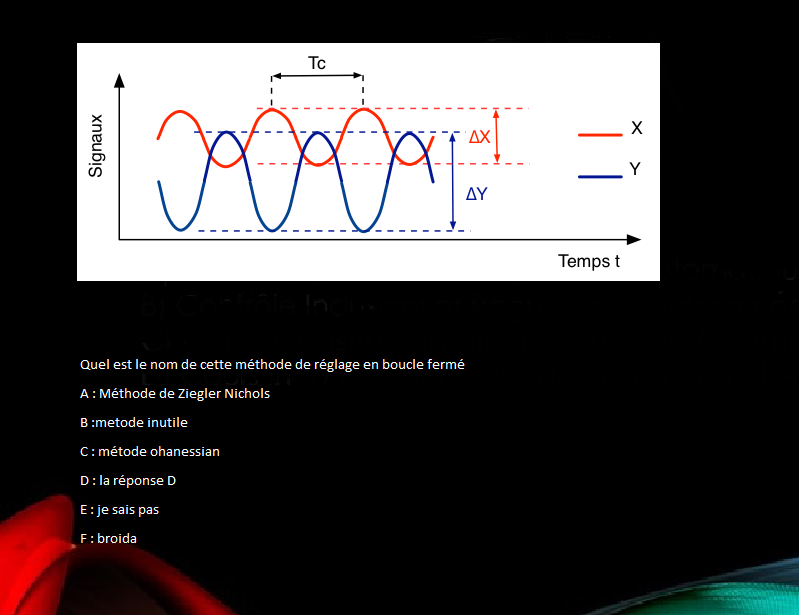 Tc
Signaux
X
ΔX
Y
ΔY
Temps t
Quel est le nom de cette méthode de réglage en boucle fermé
A : Méthode de Ziegler Nichols
B :metode inutile
C : métode ohanessian
D : la réponse D
E : je sais pas
F : broida